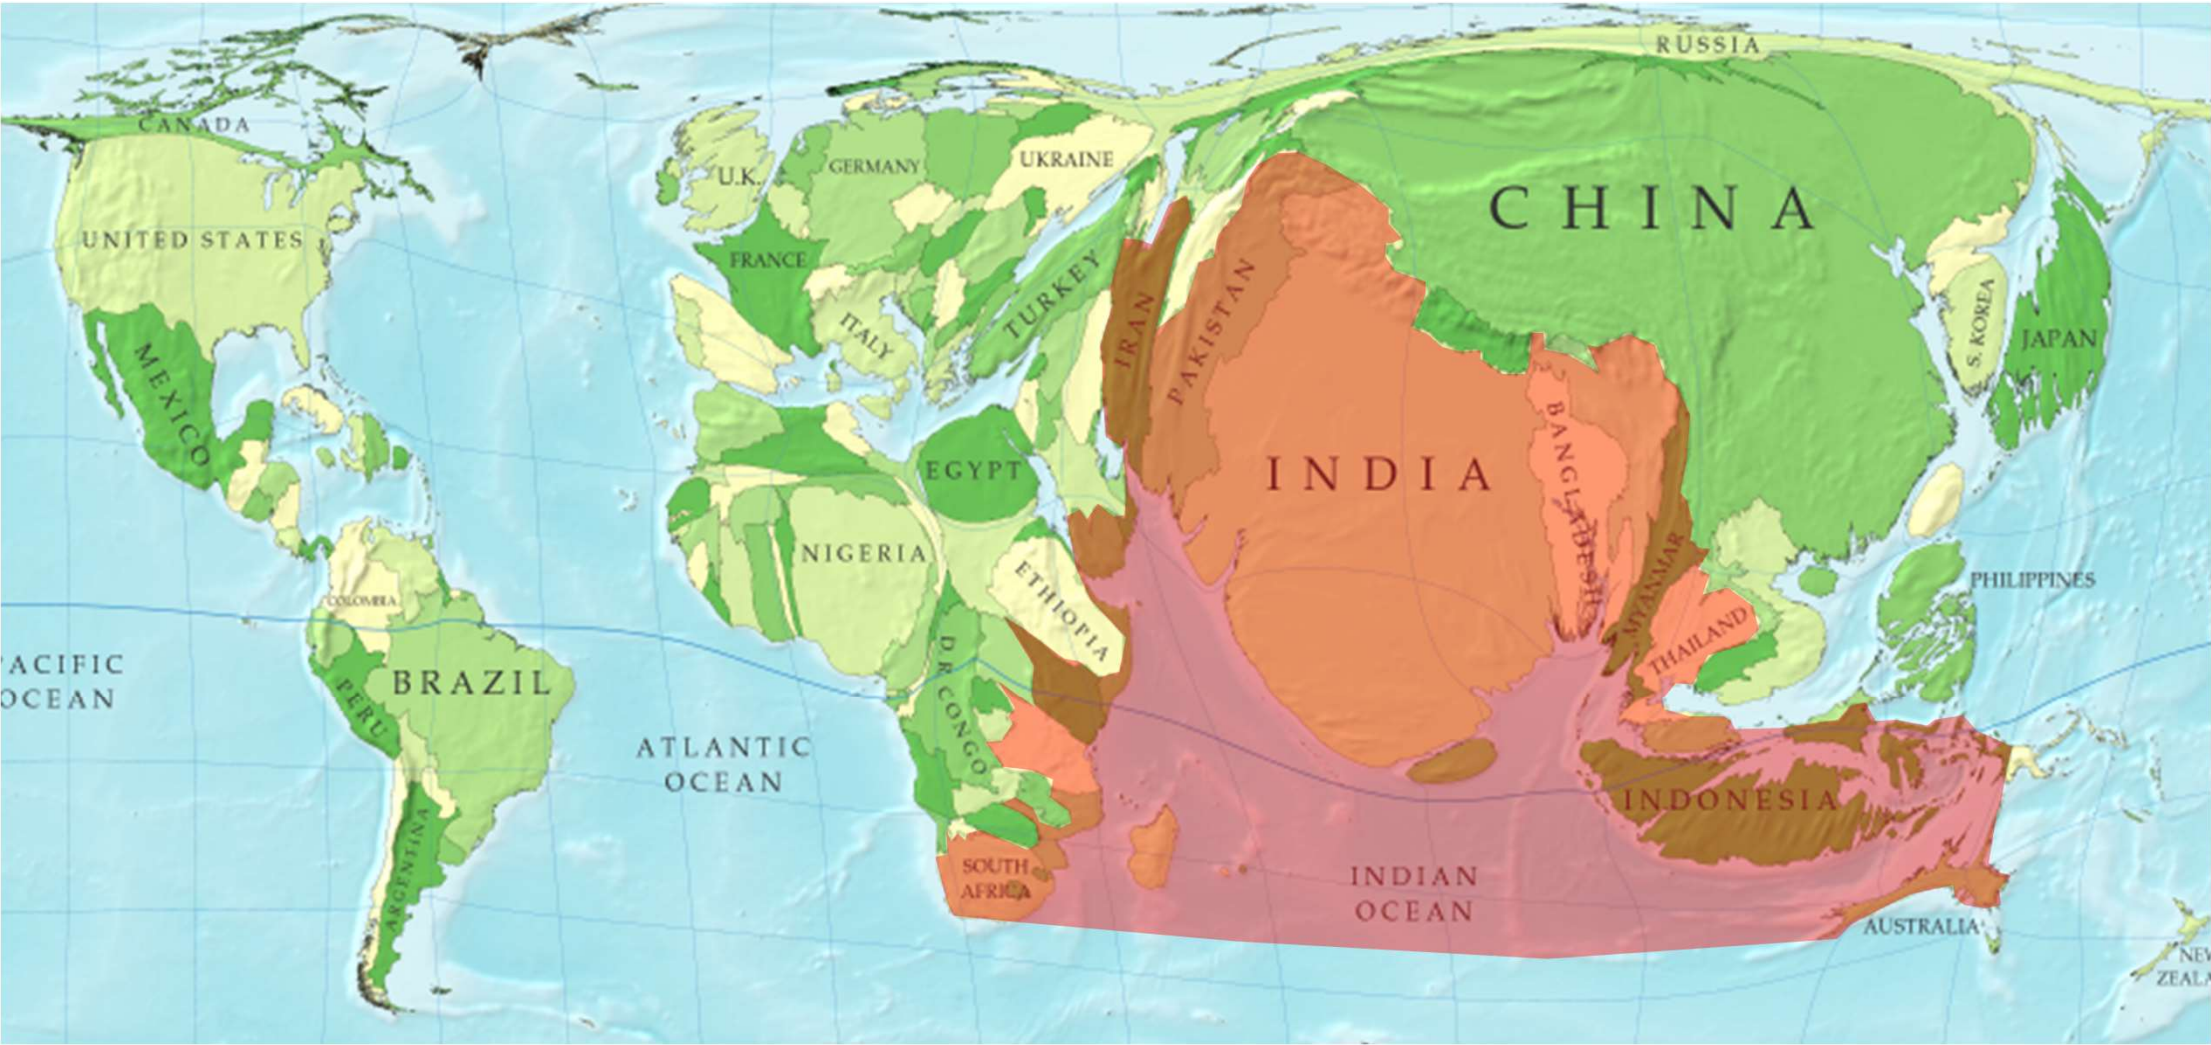 RUSSIA
CANADA
UNITED STATES
MEXICO
U.K.
GERMANY
UKRAINE
FRANCE
ITALY
TURKEY
IRAN
PAKISTAN
CHINA
S. KOREA
JAPAN
INDIA
BANGLADESH
MYANMAR
THAILAND
PHILIPPINES
EGYPT
NIGERIA
ETHIOPIA
D R CONGO
COLOMBIA
PERU
BRAZIL
ARGENTINA
PACIFIC
OCEAN
ATLANTIC
OCEAN
SOUTH
AFRICA
INDIAN
OCEAN
INDONESIA
AUSTRALIA
NEW
ZEALA